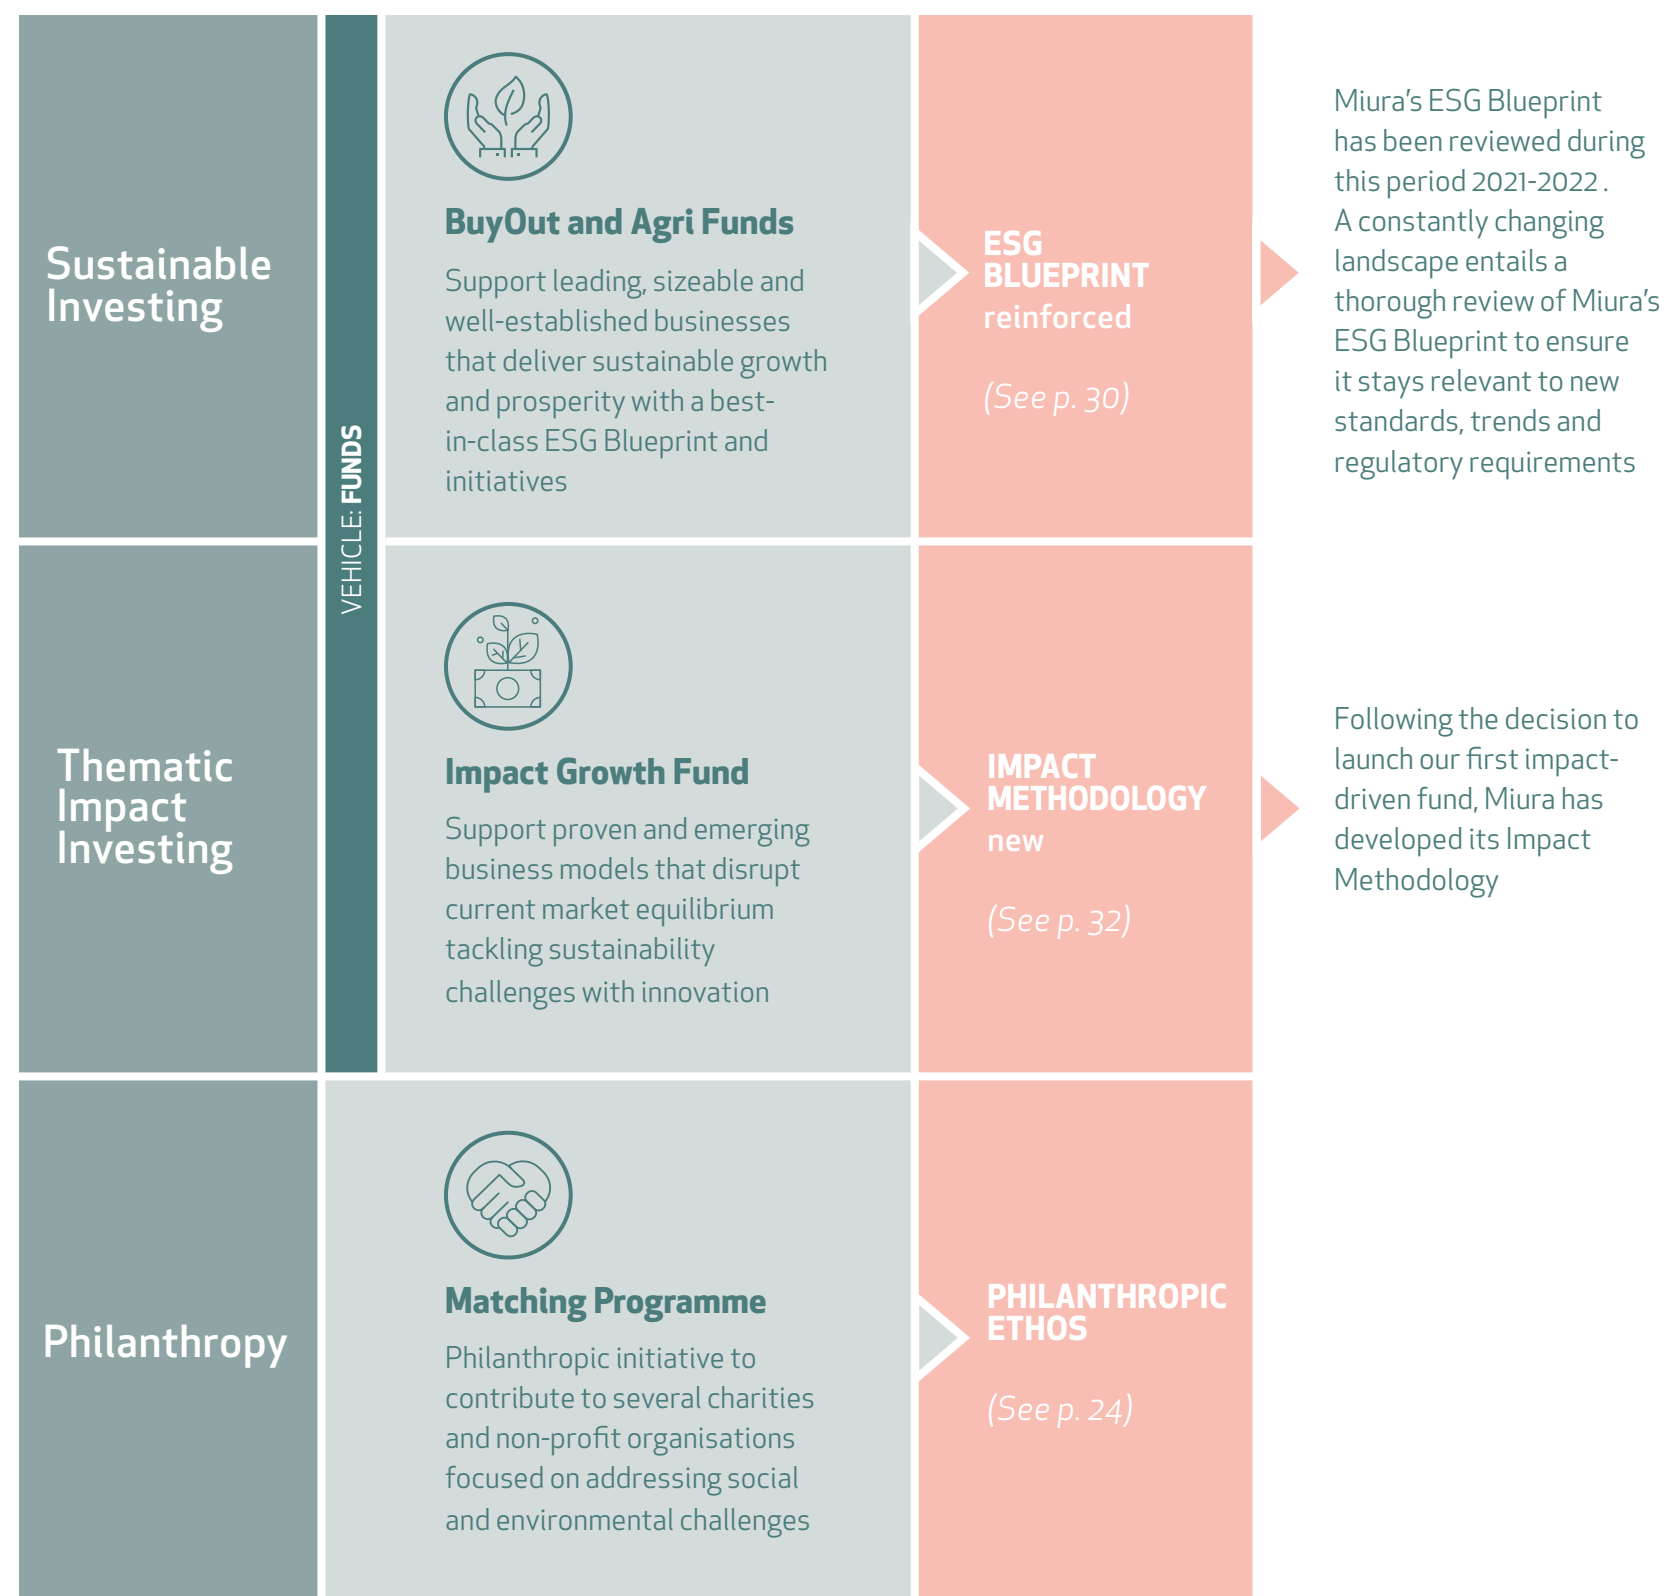 Sustainable
Investing
VEHICLE: FUNDS
BuyOut and Agri Funds
Support leading, sizeable and
well-established businesses
that deliver sustainable growth
and prosperity with a best-
in-class ESG Blueprint and
initiatives
ESG
BLUEPRINT
reinforced
(See p. 30)
Miura's ESG Blueprint
has been reviewed during
this period 2021-2022 .
A constantly changing
landscape entails a
thorough review of Miura's
ESG Blueprint to ensure
it stays relevant to new
standards, trends and
regulatory requirements
Thematic
Impact
Investing
Impact Growth Fund
Support proven and emerging
business models that disrupt
current market equilibrium
tackling sustainability
challenges with innovation
IMPACT
METHODOLOGY
new
(See p. 32)
Following the decision to
launch our first impact-
driven fund, Miura has
developed its Impact
Methodology
Philanthropy
Matching Programme
Philanthropic initiative to
contribute to several charities
and non-profit organisations
focused on addressing social
and environmental challenges
PHILANTHROPIC
ETHOS
(See p. 24)